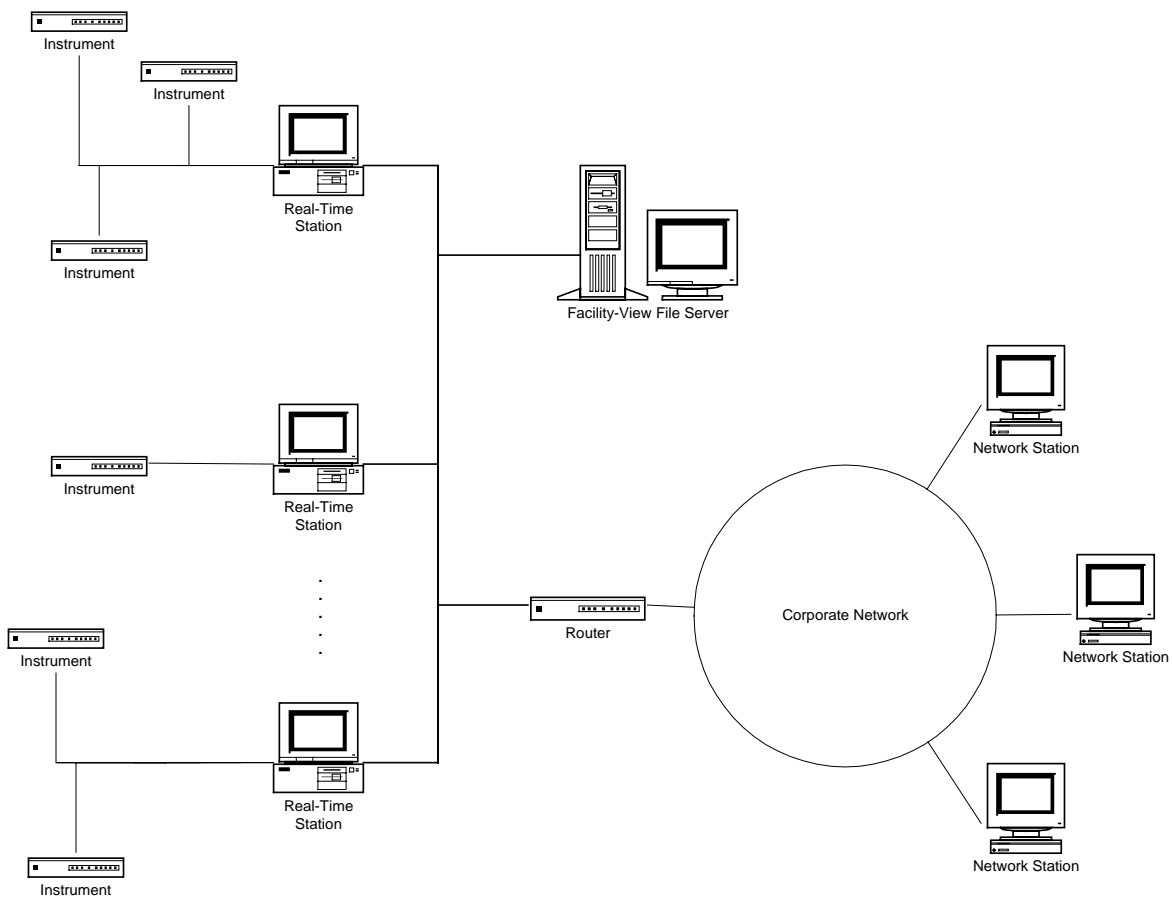 Instrument
Instrument
Real-Time
Station
Instrument
Facility-View File Server
Network Station
Instrument
Real-Time
Station
Corporate Network
Router
Network Station
Instrument
Real-Time
Station
Network Station
Instrument